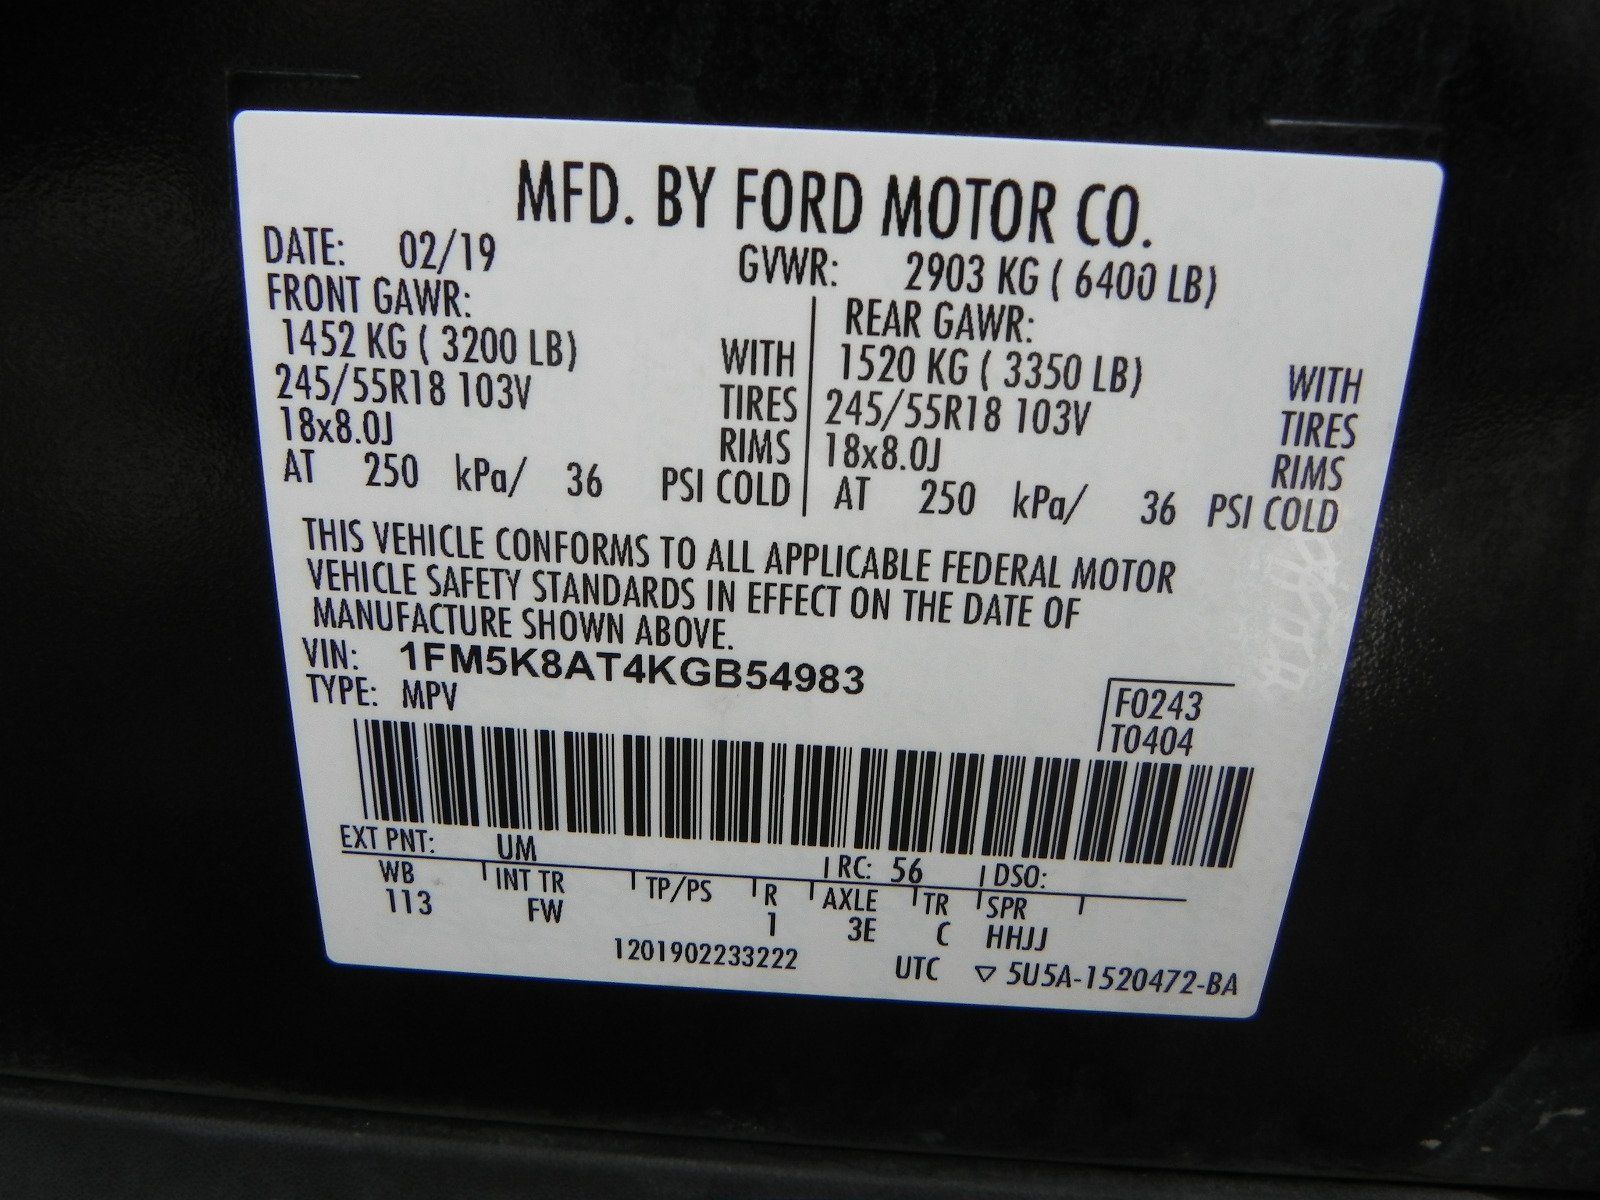 MFD. BY FORD MOTOR CO.
DATE: 02/19 GVWR: 2903 KG ( 6400 LB)
FRONT GAWR: REAR GAWR:
1452 KG ( 3200 LB) WITH 1520 KG ( 3350 LB) WITH
245/55R18 103V TIRES 245/55R18 103V TIRES
18x8.0J RIMS 18x8.0J RIMS
AT 250 kPa/ 36 PSI COLD AT 250 kPa/ 36 PSI COLD
THIS VEHICLE CONFORMS TO ALL APPLICABLE FEDERAL MOTOR
VEHICLE SAFETY STANDARDS IN EFFECT ON THE DATE OF
MANUFACTURE SHOWN ABOVE.
VIN: 1FM5K8AT4KGB54983
TYPE: MPV F0243
T0404
EXT PNT: UM RC: 56 DSO:
WB INT TR TP/PS R AXLE TR SPR
113 FW 1 3E C HHJJ
1201902233222 UTC ▽ 5U5A-1520472-BA